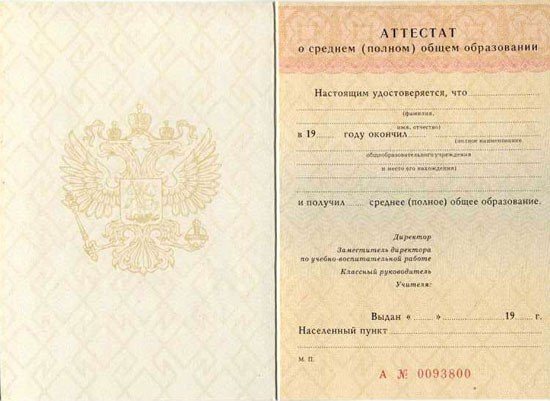 АТТЕСТАТ
о среднем (полном) общем образовании
Настоящим удостоверяется, что
(фамилия,
имя, отчество)
в 19 году окончил
(полное наименование
общеобразовательного учреждения
и место его нахождения)
и получил среднее (полное) общее образование.
Директор
Заместитель директора
по учебно-воспитательной работе
Классный руководитель
Учителя:
Выдан « » 19 г.
Населенный пункт
М. П.
А № 0093800